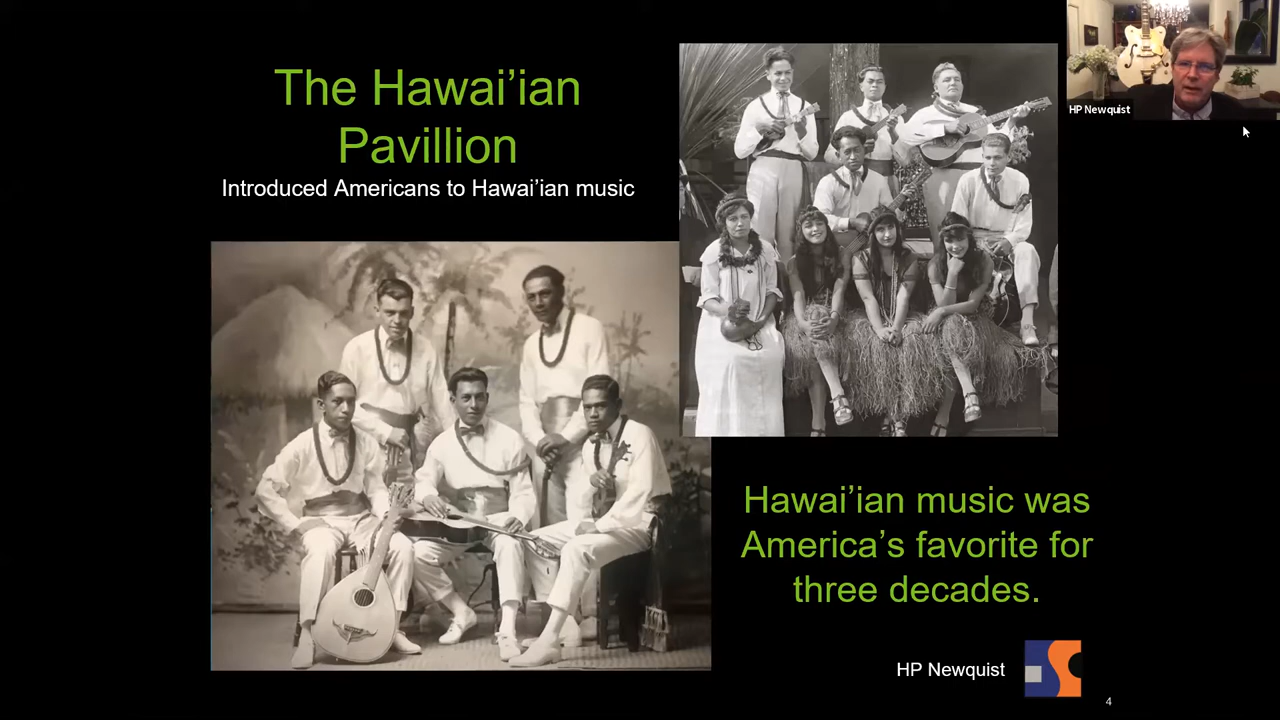 The Hawai’ian
Pavillion
Introduced Americans to Hawai’ian music
HP Newquist
Hawai’ian music was
America’s favorite for
three decades.
HP Newquist
4